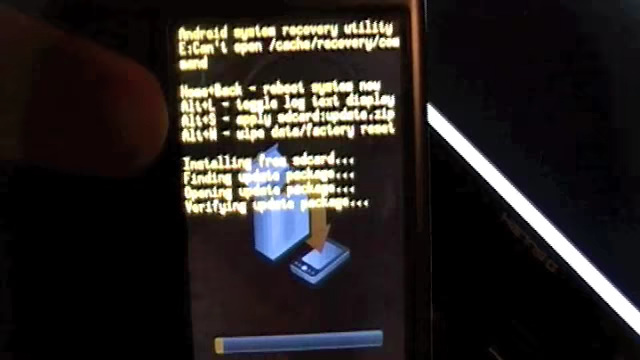 Android system recovery utility
E:Can't open /cache/recovery/com
mand
Home+Back - reboot system now
Alt+L - toggle log text display
Alt+S - apply sdcard:update.zip
Alt+W - wipe data/factory reset
Installing from sdcard...
Finding update package...
Opening update package...
Verifying update package...